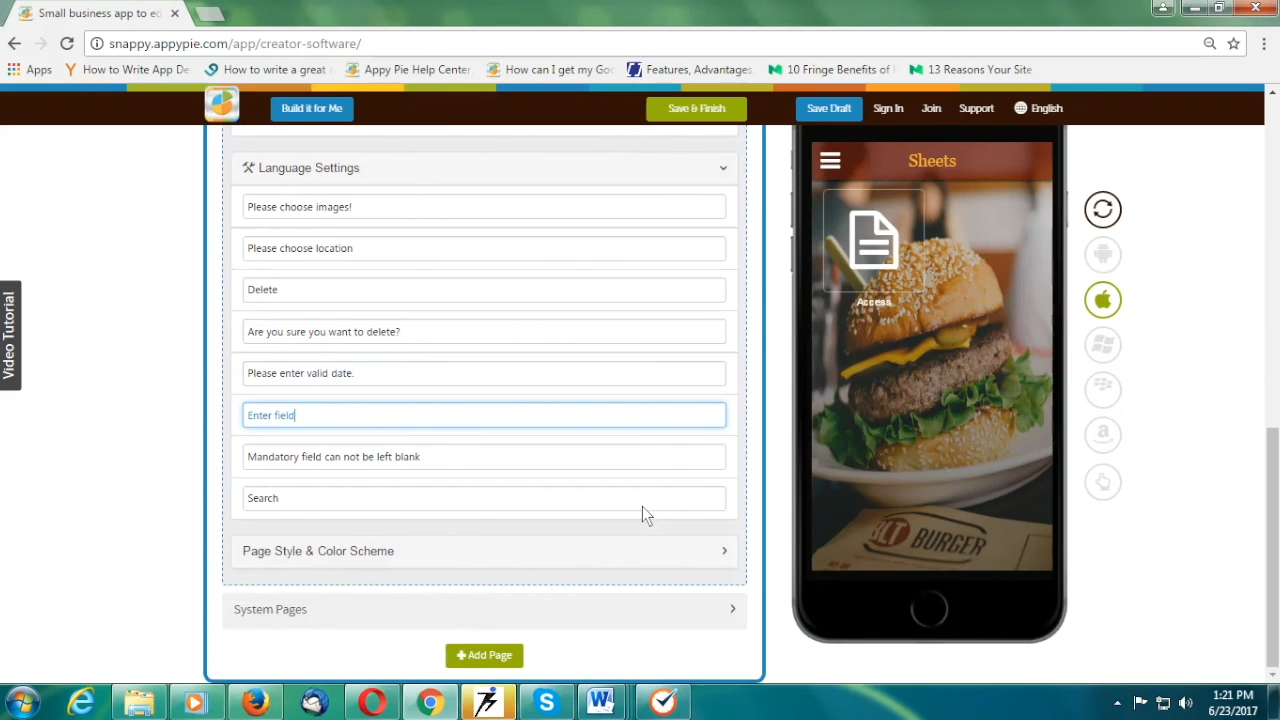 Small business app to ed
snappy.appypie.com/app/creator-software/
Apps
How to Write App De
How to write a great
Appy Pie Help Center
How can I get my Goo
Features, Advantages
10 Fringe Benefits of
13 Reasons Your Site
Build it for Me
Save & Finish
Save Draft
Sign In
Join
Support
English
Language Settings
Please choose images!
Please choose location
Delete
Are you sure you want to delete?
Please enter valid date.
Enter field
Mandatory field can not be left blank
Search
Page Style & Color Scheme
System Pages
Add Page
Video Tutorial
Sheets
Access
BLT BURGER
1:21 PM
6/23/2017